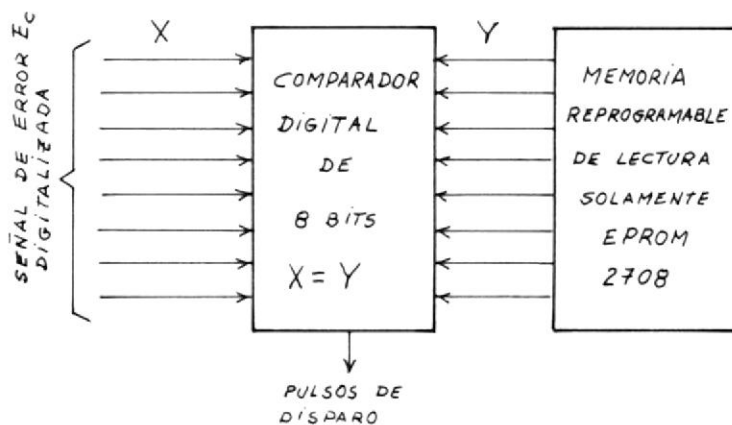 SEÑAL DE ERROR Ec
DIGITALIZADA
X
COMPARADOR
DIGITAL
DE
8 BITS
X = Y
Y
MEMORIA
REPROGRAMABLE
DE LECTURA
SOLAMENTE
EPROM
2708
PULSOS DE
DISPARO